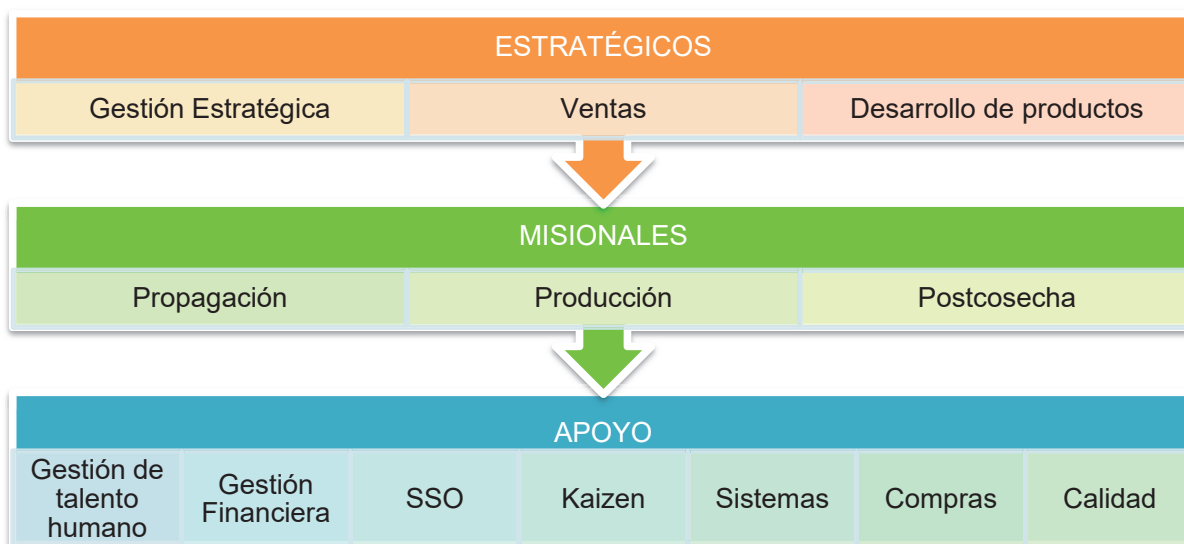 ESTRATÉGICOS
Gestión Estratégica
Ventas
Desarrollo de productos
MISIONALES
Propagación
Producción
Postcosecha
APOYO
Gestión de
talento
humano
Gestión
Financiera
SSO
Kaizen
Sistemas
Compras
Calidad